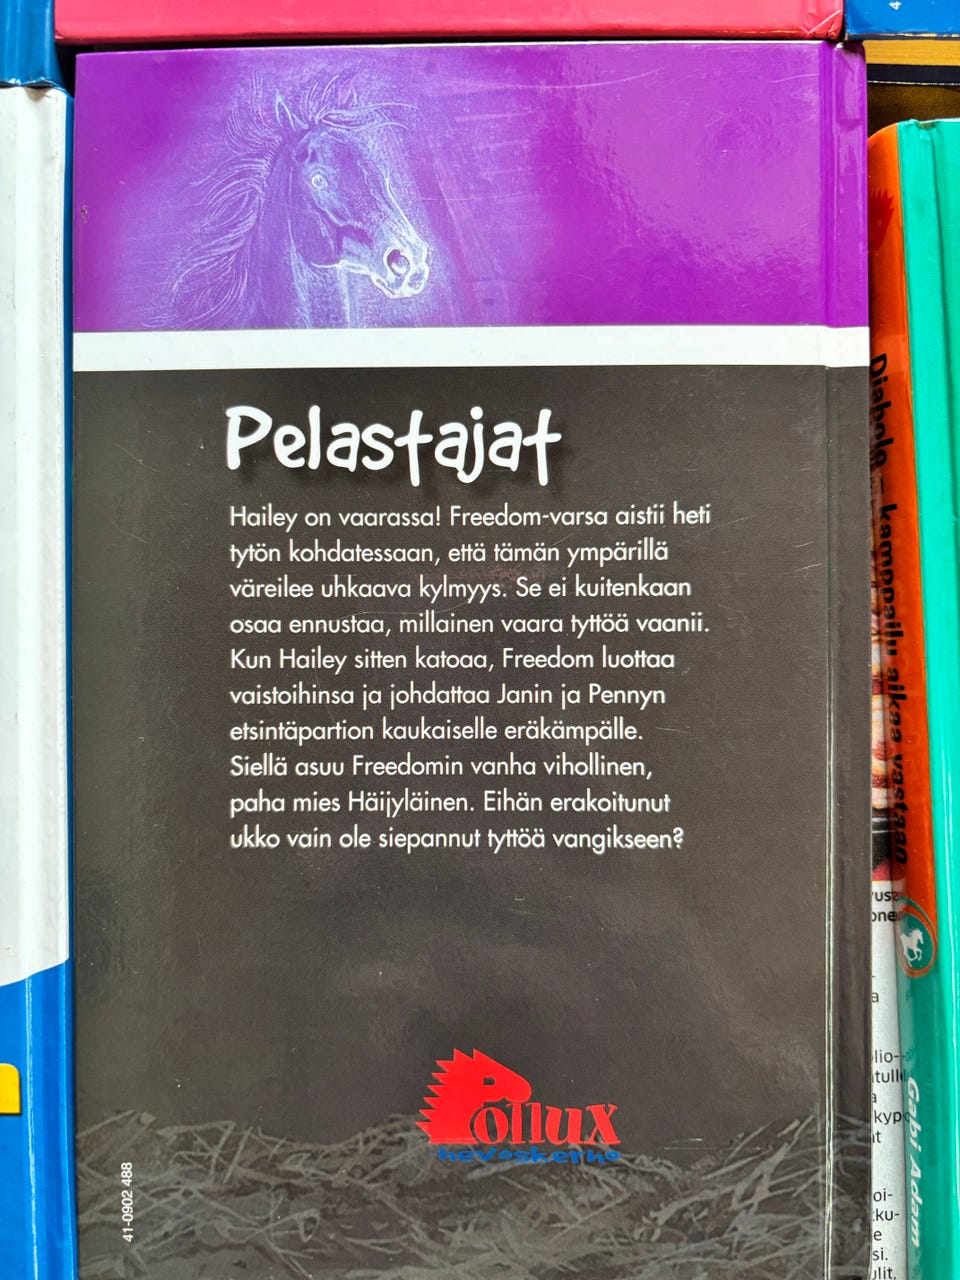 Pelastajat
Hailey on vaarassa! Freedom-varsa aistii heti
tytön kohdatessaan, että tämän ympärillä
väreilee uhkaava kylmyys. Se ei kuitenkaan
osaa ennustaa, millainen vaara tyttöä vaanii.
Kun Hailey sitten katoaa, Freedom luottaa
vaistoihinsa ja johdattaa Janin ja Pennyn
etsintäpartion kaukaiselle eräkämpälle.
Siellä asuu Freedomin vanha vihollinen,
paha mies Häijyläinen. Eihän erakoitunut
ukko vain ole siepannut tyttöä vangikseen?
Pollux
hevoskerho
41-0902 488
Diabolo – kamppailu aikaa vastaan
Gabi Adam